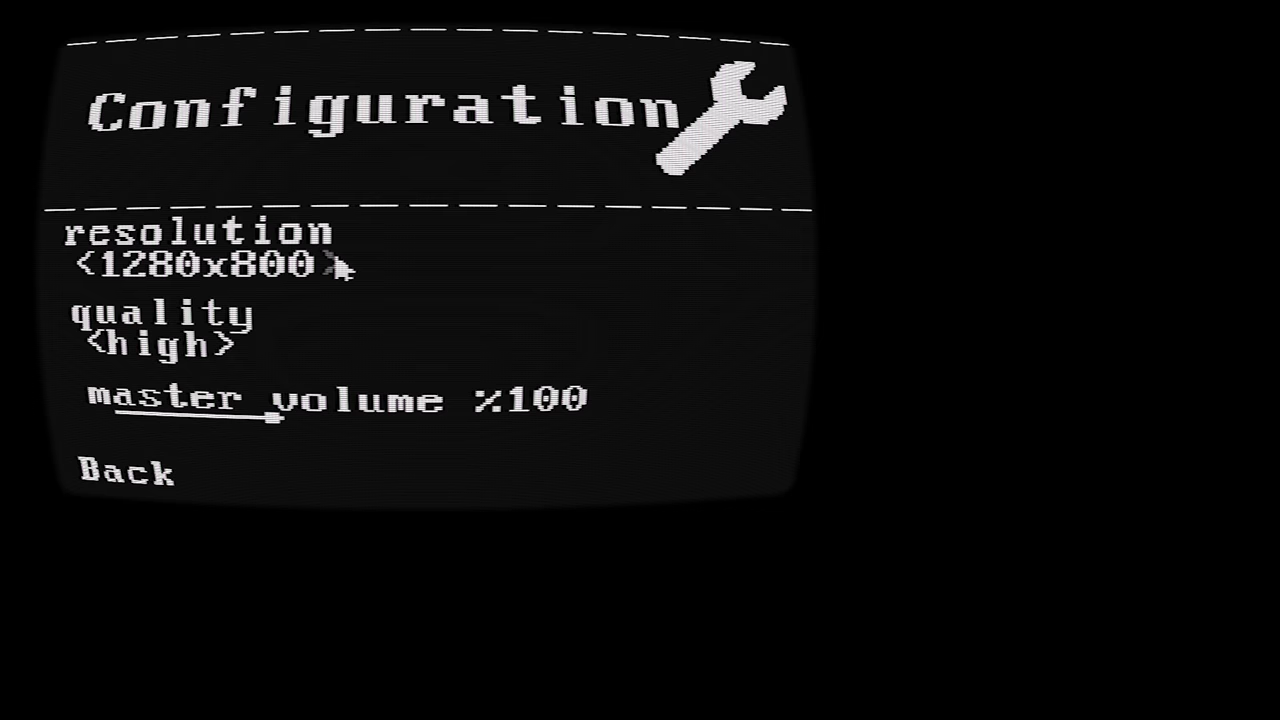 Configuration
resolution
<1280x800>
quality
<high>
master volume %100
Back